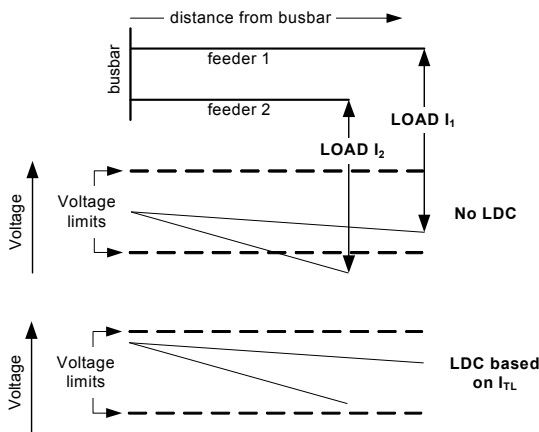 distance from busbar
busbar
feeder 1
feeder 2
LOAD I1
LOAD I2
Voltage
Voltage
limits
No LDC
Voltage
Voltage
limits
LDC based
on ITL